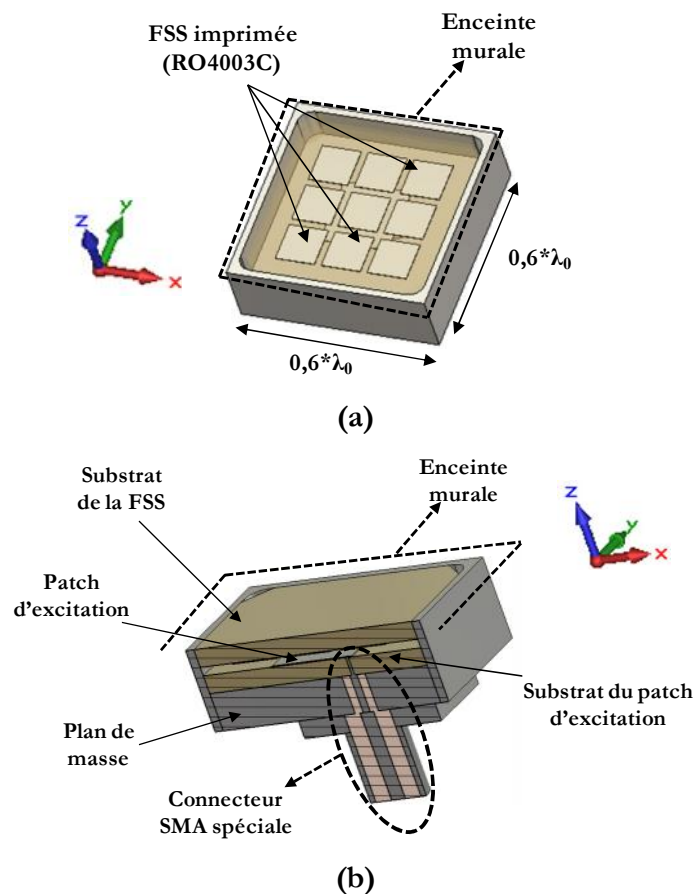 FSS imprimée
(RO4003C)
Enceinte
murale
z
y
x
0,6*λ₀
0,6*λ₀
(a)
Substrat
de la FSS
Enceinte
murale
z
y
x
Patch
d'excitation
Substrat du patch
d'excitation
Plan de
masse
Connecteur
SMA spéciale
(b)